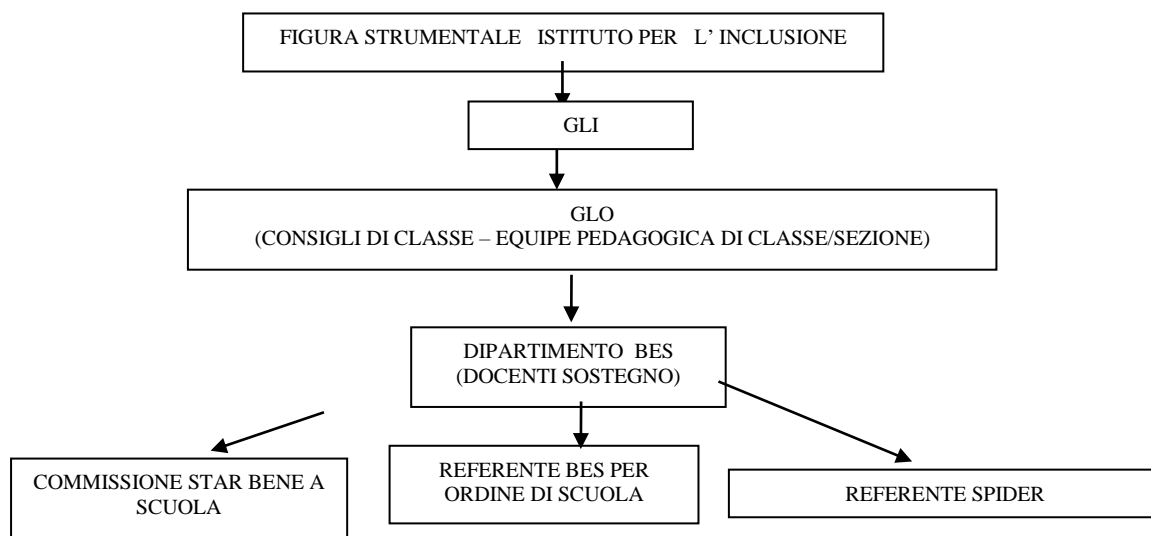 FIGURA STRUMENTALE ISTITUTO PER L’ INCLUSIONE
GLI
GLO
(CONSIGLI DI CLASSE – EQUIPE PEDAGOGICA DI CLASSE/SEZIONE)
DIPARTIMENTO BES
(DOCENTI SOSTEGNO)
COMMISSIONE STAR BENE A
SCUOLA
REFERENTE BES PER
ORDINE DI SCUOLA
REFERENTE SPIDER